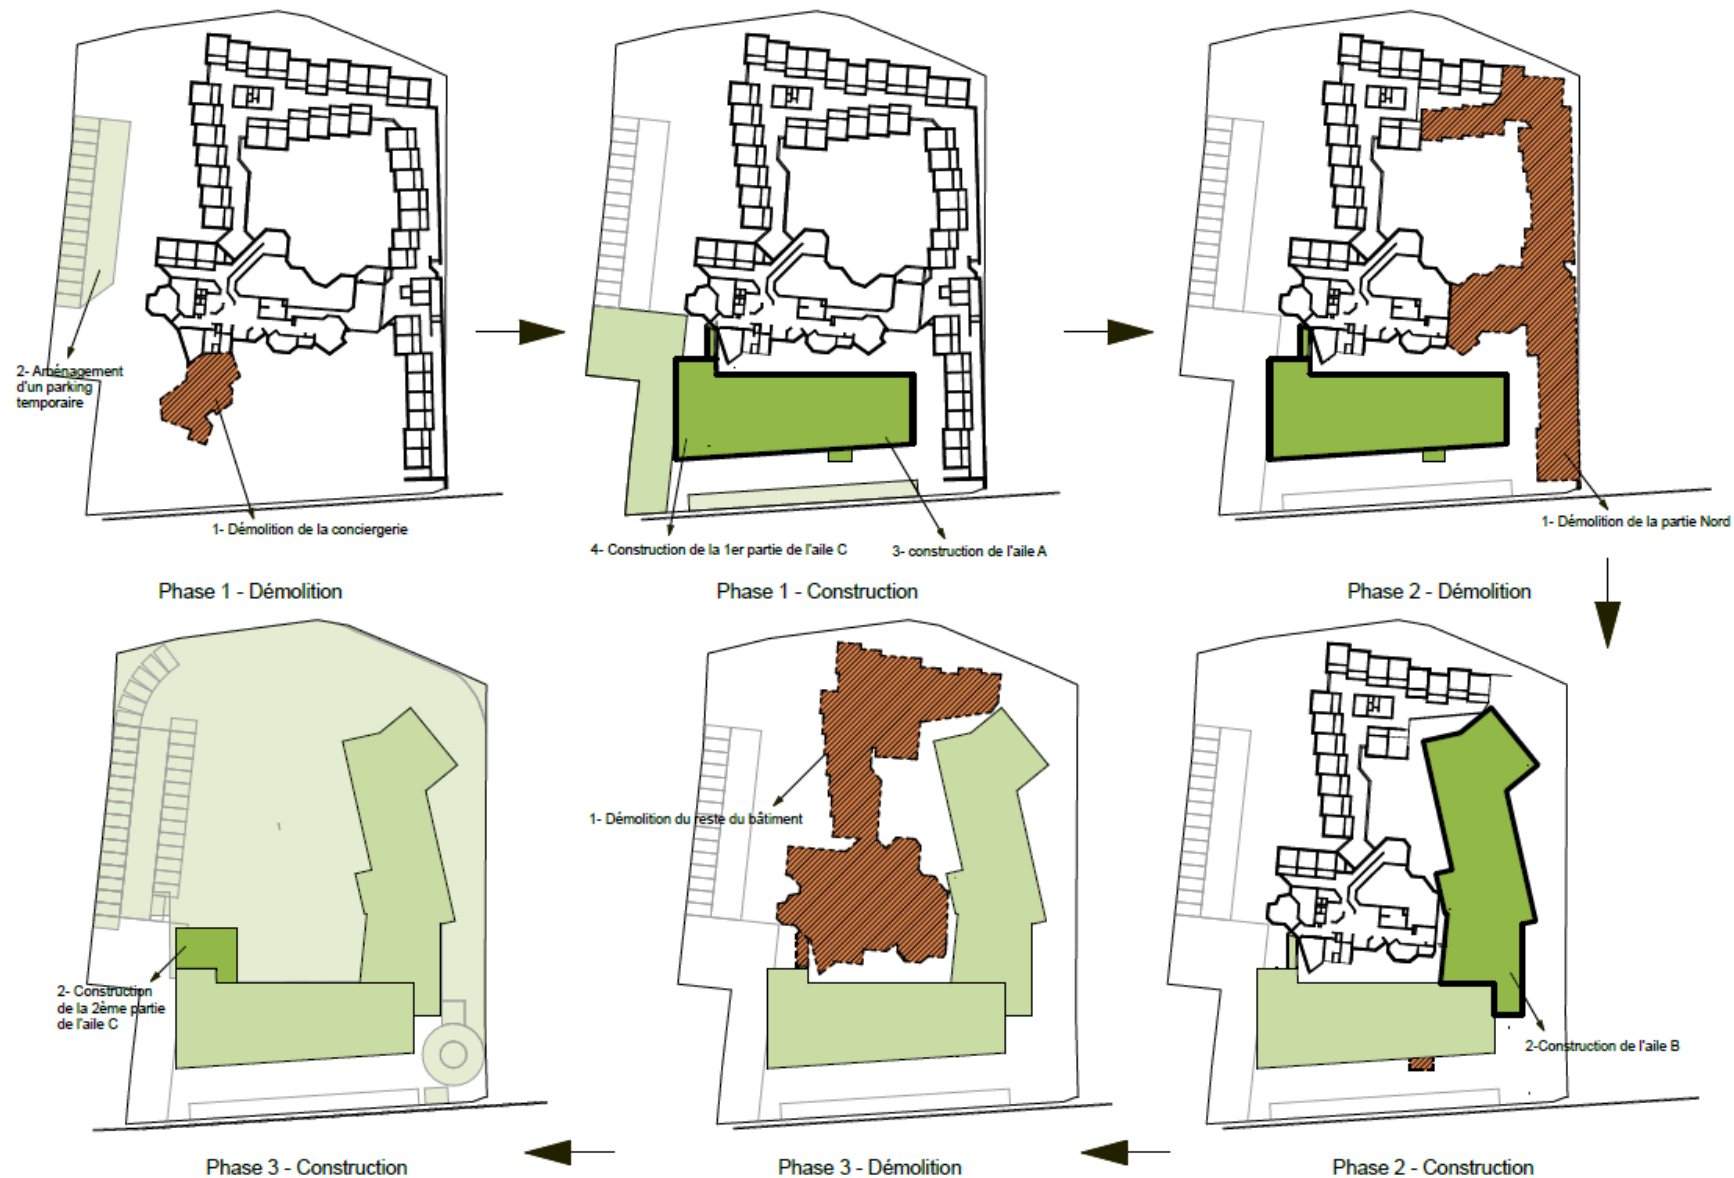 2- Aménagement
d'un parking
temporaire
1- Démolition de la conciergerie
Phase 1 - Démolition
4- Construction de la 1er partie de l'aile C
3- construction de l'aile A
Phase 1 - Construction
1- Démolition de la partie Nord
Phase 2 - Démolition
2- Construction
de la 2ème partie
de l'aile C
Phase 3 - Construction
1- Démolition du reste du bâtiment
Phase 3 - Démolition
2-Construction de l'aile B
Phase 2 - Construction